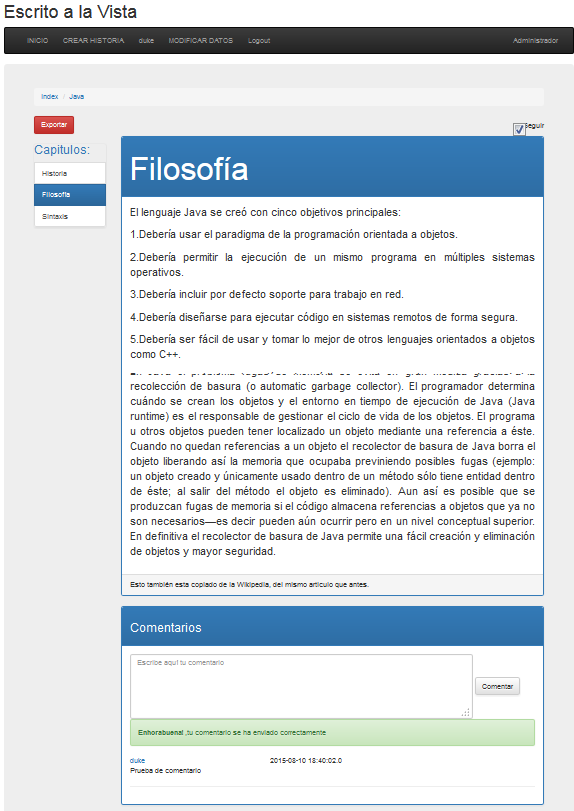 Escrito a la Vista
INICIO CREAR HISTORIA duke MODIFICAR DATOS Logout Administrador
Index / Java
Exportar Seguir
Capitulos:
Historia
Filosofia
Sintaxis
Filosofía
El lenguaje Java se creó con cinco objetivos principales:
1.Debería usar el paradigma de la programación orientada a objetos.
2.Debería permitir la ejecución de un mismo programa en múltiples sistemas
operativos.
3.Debería incluir por defecto soporte para trabajo en red.
4.Debería diseñarse para ejecutar código en sistemas remotos de forma segura.
5.Debería ser fácil de usar y tomar lo mejor de otros lenguajes orientados a objetos
como C++.
recolección de basura (o automatic garbage collector). El programador determina
cuándo se crean los objetos y el entorno en tiempo de ejecución de Java (Java
runtime) es el responsable de gestionar el ciclo de vida de los objetos. El programa
u otros objetos pueden tener localizado un objeto mediante una referencia a éste.
Cuando no quedan referencias a un objeto el recolector de basura de Java borra el
objeto liberando así la memoria que ocupaba previniendo posibles fugas (ejemplo:
un objeto creado y únicamente usado dentro de un método sólo tiene entidad dentro
de éste; al salir del método el objeto es eliminado). Aun así es posible que se
produzcan fugas de memoria si el código almacena referencias a objetos que ya no
son necesarios—es decir pueden aún ocurrir pero en un nivel conceptual superior.
En definitiva el recolector de basura de Java permite una fácil creación y eliminación
de objetos y mayor seguridad.
Esto también esta copiado de la Wikipedia, del mismo articulo que antes.
Comentarios
Escribe aquí tu comentario
Comentar
Enhorabuena! ,tu comentario se ha enviado correctamente
duke 2015-08-10 18:40:02.0
Prueba de comentario